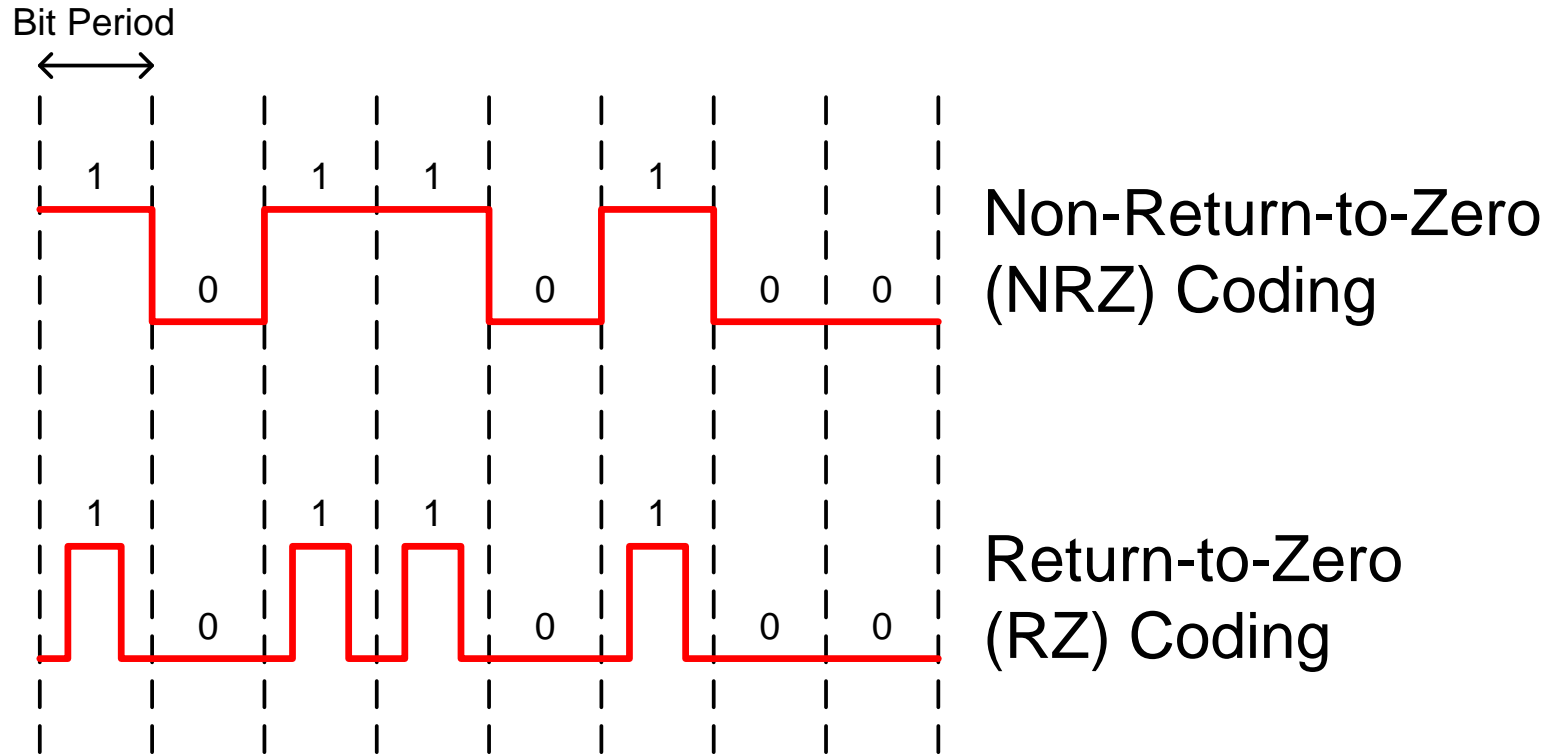 Bit Period
1 1 1 1
0 0 0 0
Non-Return-to-Zero
(NRZ) Coding
1 1 1 1
0 0 0 0
Return-to-Zero
(RZ) Coding